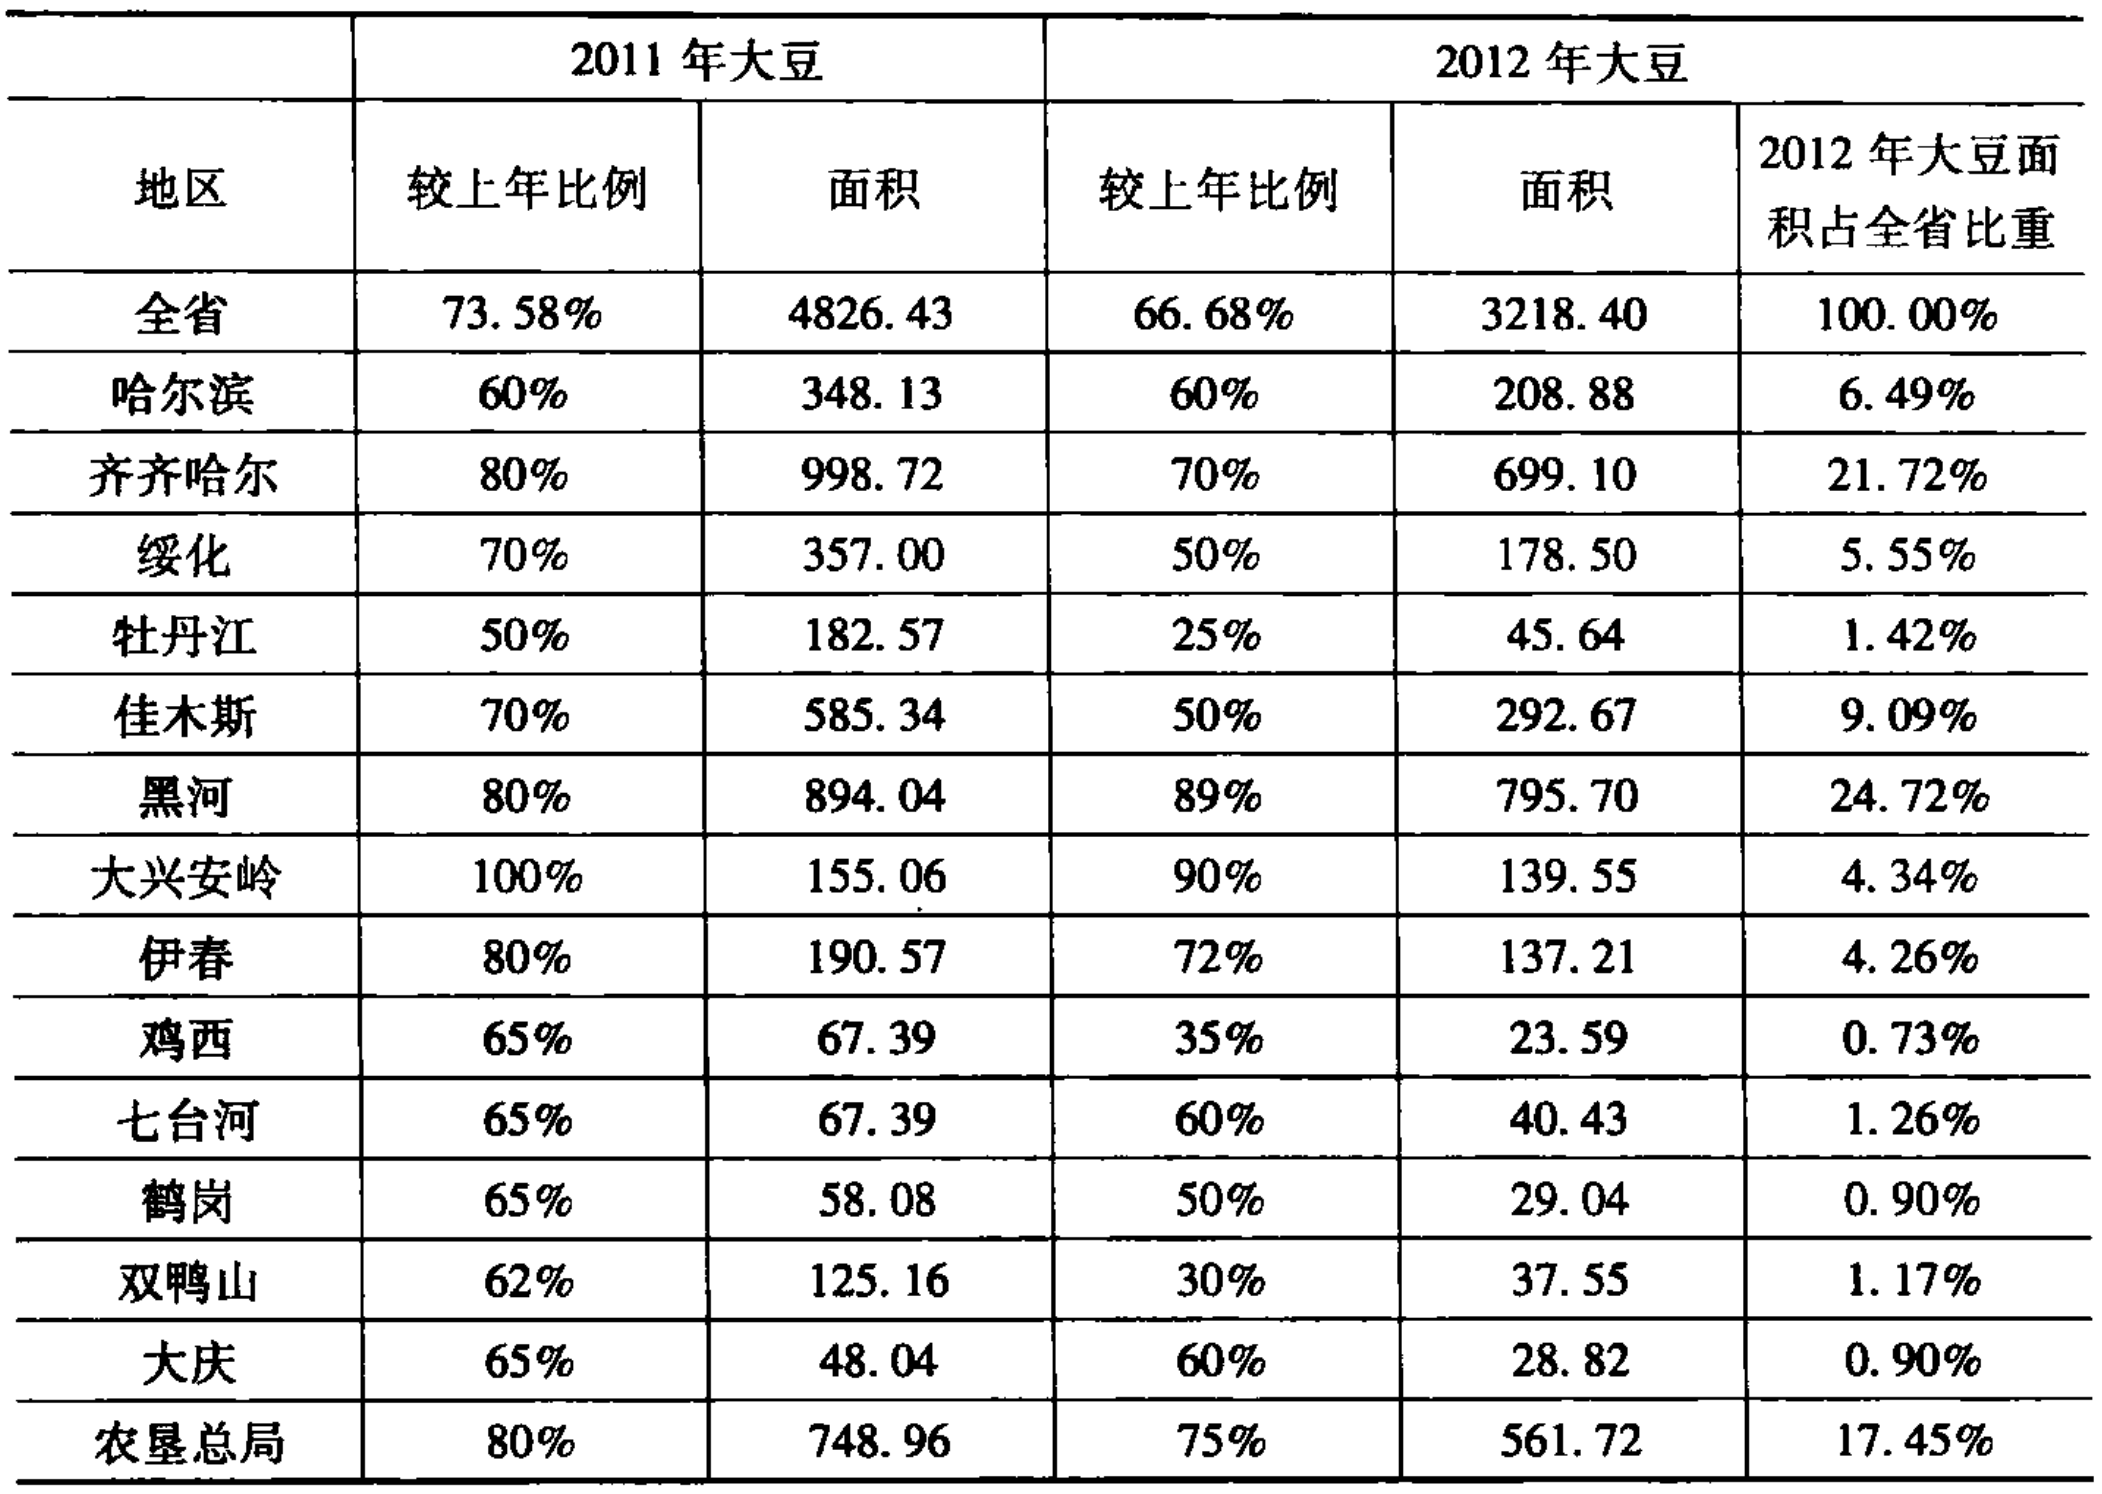 2011 年大豆 2012 年大豆
地区 较上年比例 面积 较上年比例 面积 2012 年大豆面
积占全省比重
全省 73.58% 4826.43 66.68% 3218.40 100.00%
哈尔滨 60% 348.13 60% 208.88 6.49%
齐齐哈尔 80% 998.72 70% 699.10 21.72%
绥化 70% 357.00 50% 178.50 5.55%
牡丹江 50% 182.57 25% 45.64 1.42%
佳木斯 70% 585.34 50% 292.67 9.09%
黑河 80% 894.04 89% 795.70 24.72%
大兴安岭 100% 155.06 90% 139.55 4.34%
伊春 80% 190.57 72% 137.21 4.26%
鸡西 65% 67.39 35% 23.59 0.73%
七台河 65% 67.39 60% 40.43 1.26%
鹤岗 65% 58.08 50% 29.04 0.90%
双鸭山 62% 125.16 30% 37.55 1.17%
大庆 65% 48.04 60% 28.82 0.90%
农垦总局 80% 748.96 75% 561.72 17.45%